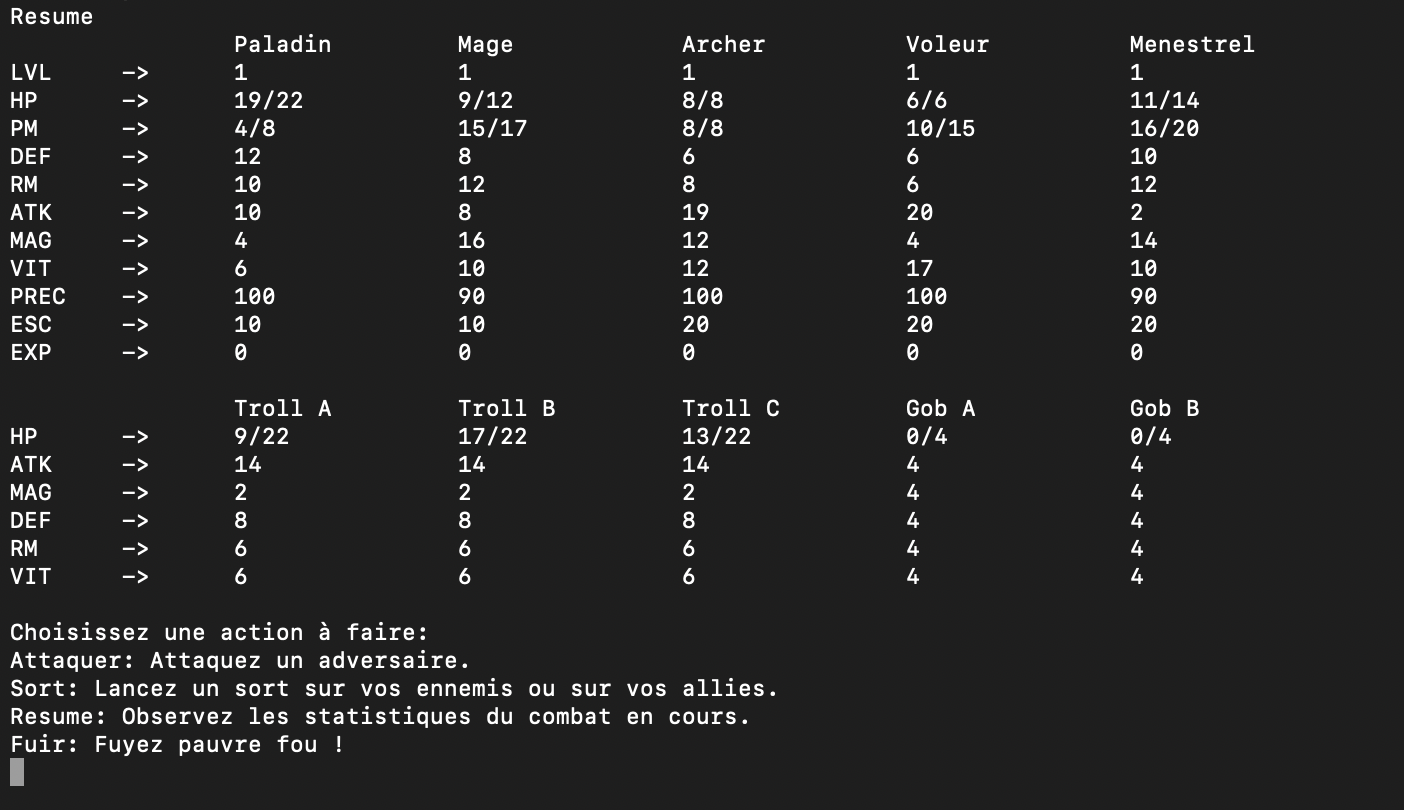 Resume
Paladin Mage Archer Voleur Menestrel
LVL -> 1 1 1 1 1
HP -> 19/22 9/12 8/8 6/6 11/14
PM -> 4/8 15/17 8/8 10/15 16/20
DEF -> 12 8 6 6 10
RM -> 10 12 8 6 12
ATK -> 10 8 19 20 2
MAG -> 4 16 12 4 14
VIT -> 6 10 12 17 10
PREC -> 100 90 100 100 90
ESC -> 10 10 20 20 20
EXP -> 0 0 0 0 0
Troll A Troll B Troll C Gob A Gob B
HP -> 9/22 17/22 13/22 0/4 0/4
ATK -> 14 14 14 4 4
MAG -> 2 2 2 4 4
DEF -> 8 8 8 4 4
RM -> 6 6 6 4 4
VIT -> 6 6 6 4 4
Choisissez une action à faire:
Attaquer: Attaquez un adversaire.
Sort: Lancez un sort sur vos ennemis ou sur vos allies.
Resume: Observez les statistiques du combat en cours.
Fuir: Fuyez pauvre fou !